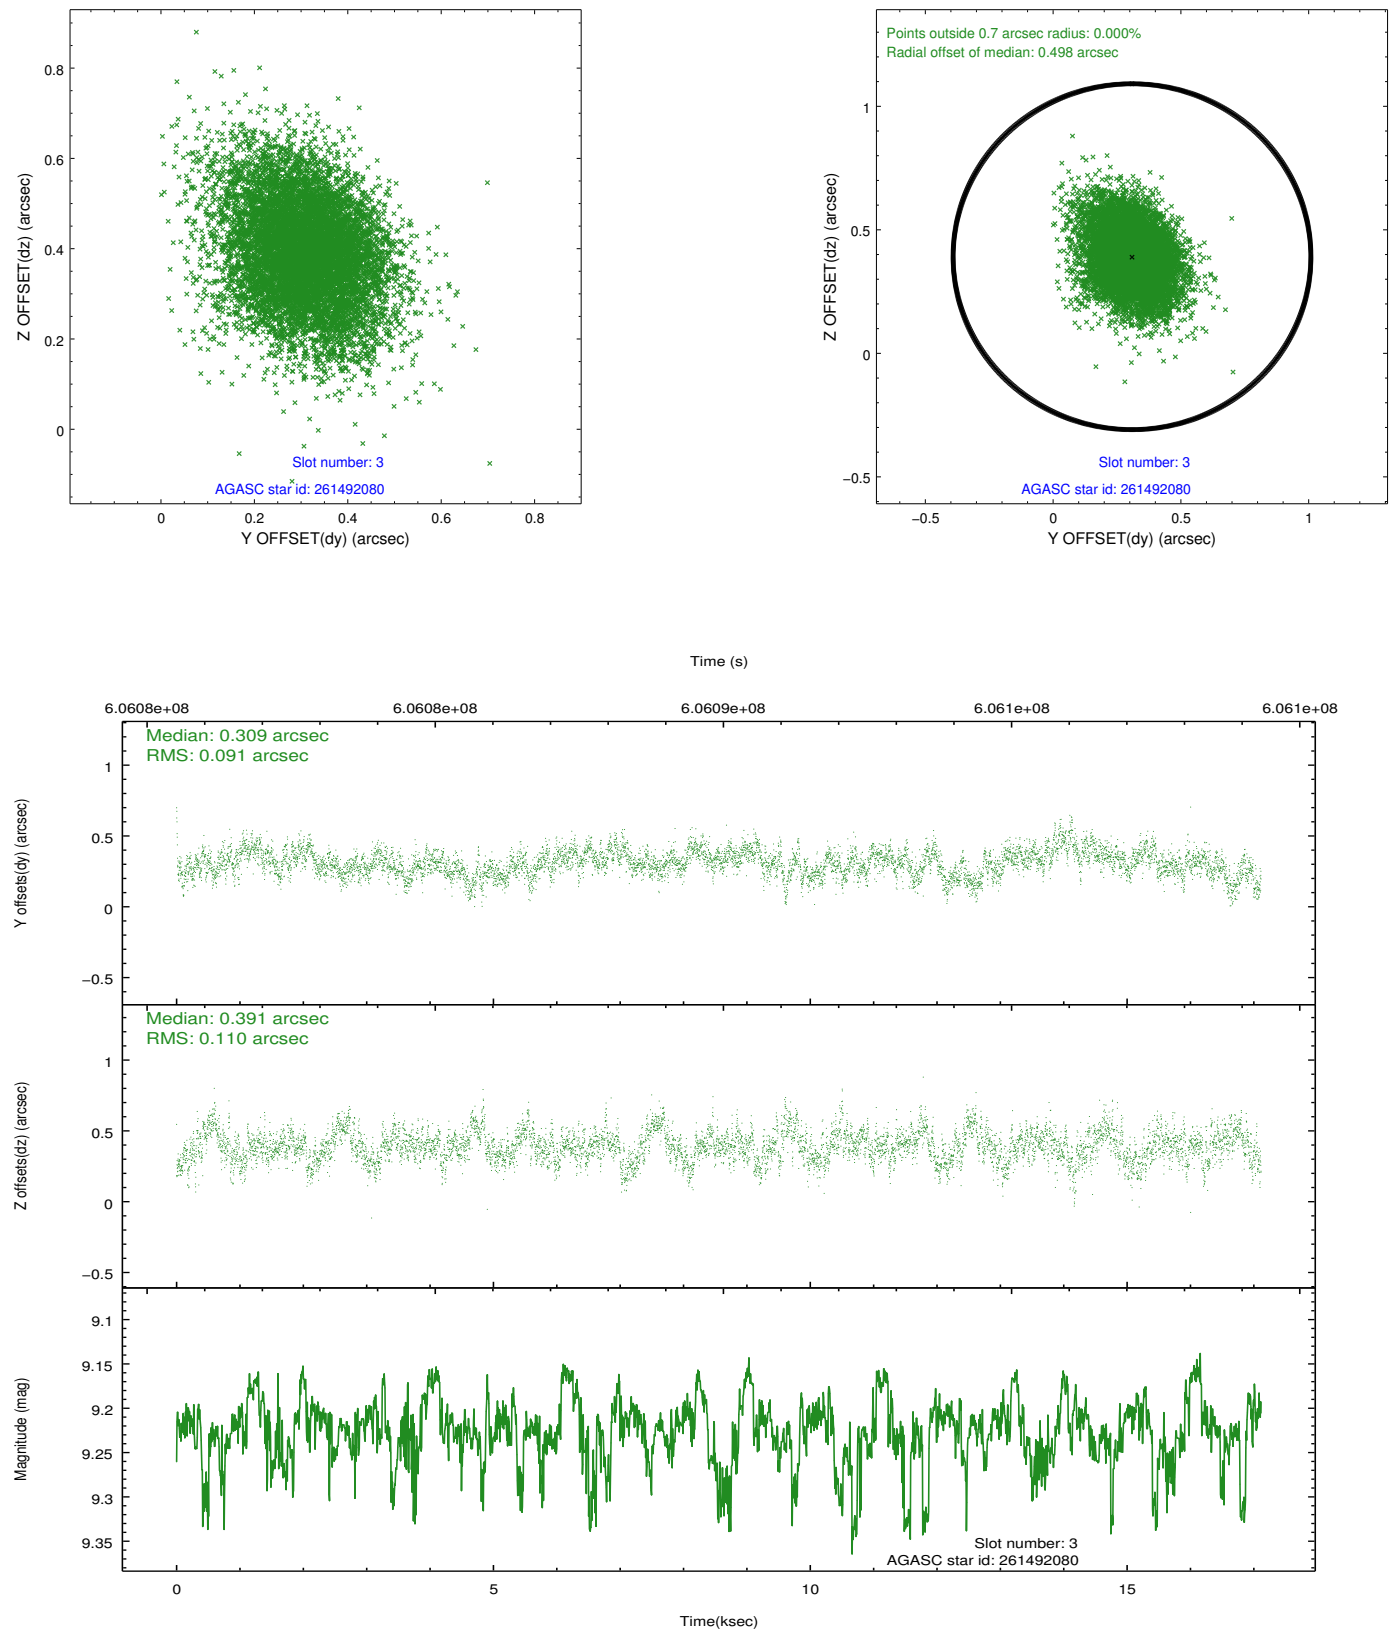 0.8
0.6
0.4
0.2
0
Z OFFSET(dz) (arcsec)
Slot number: 3
AGASC star id: 261492080
0 0.2 0.4 0.6 0.8
Y OFFSET(dy) (arcsec)
Points outside 0.7 arcsec radius: 0.000%
Radial offset of median: 0.498 arcsec
1
0.5
0
−0.5
Z OFFSET(dz) (arcsec)
Slot number: 3
AGASC star id: 261492080
−0.5 0 0.5 1
Y OFFSET(dy) (arcsec)
Time (s)
6.0608e+08 6.0608e+08 6.0609e+08 6.061e+08 6.061e+08
Median: 0.309 arcsec
RMS: 0.091 arcsec
1
0.5
0
−0.5
Y offsets(dy) (arcsec)
Median: 0.391 arcsec
RMS: 0.110 arcsec
1
0.5
0
−0.5
Z offsets(dz) (arcsec)
9.1
9.15
9.2
9.25
9.3
9.35
Magnitude (mag)
Slot number: 3
AGASC star id: 261492080
0 5 10 15
Time(ksec)